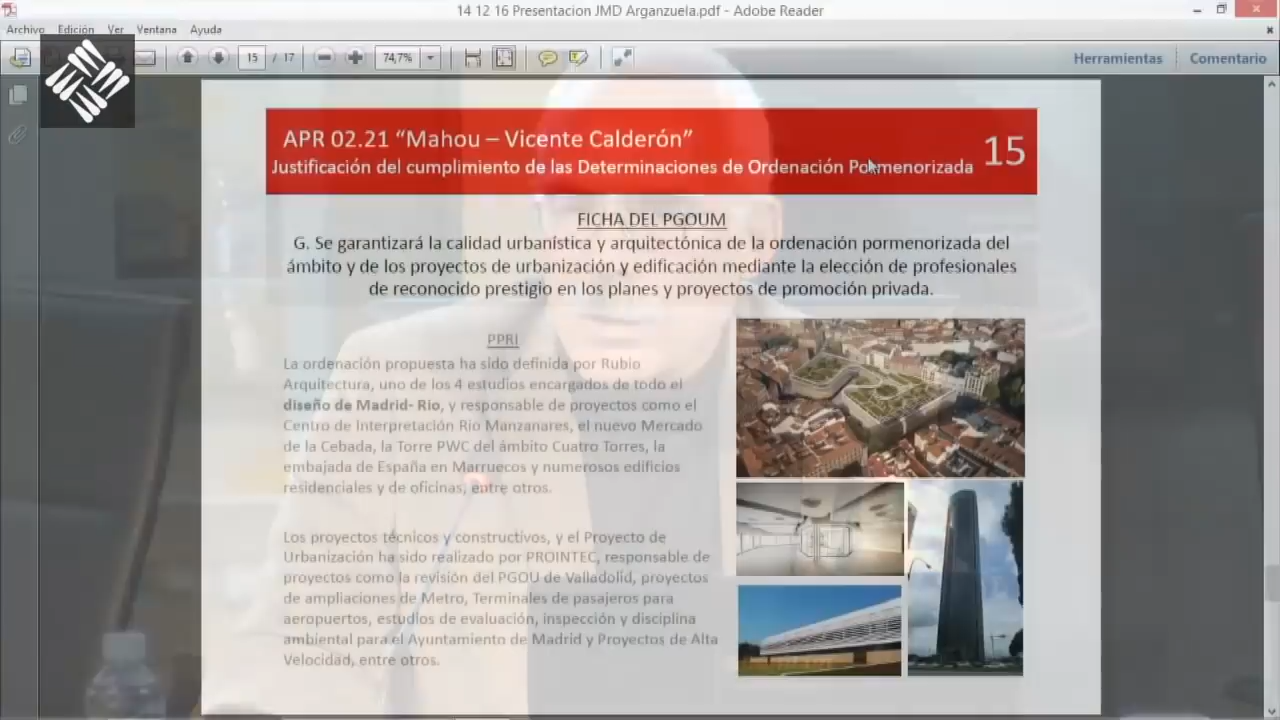 14 12 16 Presentacion JMD Arganzuela.pdf - Adobe Reader
Archivo Edición Ver Ventana Ayuda
15 / 17 74,7% Herramientas Comentario
APR 02.21 “Mahou – Vicente Calderón”
15
Justificación del cumplimiento de las Determinaciones de Ordenación Pormenorizada
FICHA DEL PGOUM
G. Se garantizará la calidad urbanística y arquitectónica de la ordenación pormenorizada del
ámbito y de los proyectos de urbanización y edificación mediante la elección de profesionales
de reconocido prestigio en los planes y proyectos de promoción privada.
PPRI
La ordenación propuesta ha sido definida por Rubio
Arquitectura, uno de los 4 estudios encargados de todo el
diseño de Madrid- Rio, y responsable de proyectos como el
Centro de Interpretación Rio Manzanares, el nuevo Mercado
de la Cebada, la Torre PWC del ámbito Cuatro Torres, la
embajada de España en Marruecos y numerosos edificios
residenciales y de oficinas, entre otros.
Los proyectos técnicos y constructivos, y el Proyecto de
Urbanización ha sido realizado por PROINTEC, responsable de
proyectos como la revisión del PGOU de Valladolid, proyectos
de ampliaciones de Metro, Terminales de pasajeros para
aeropuertos, estudios de evaluación, inspección y disciplina
ambiental para el Ayuntamiento de Madrid y Proyectos de Alta
Velocidad, entre otros.